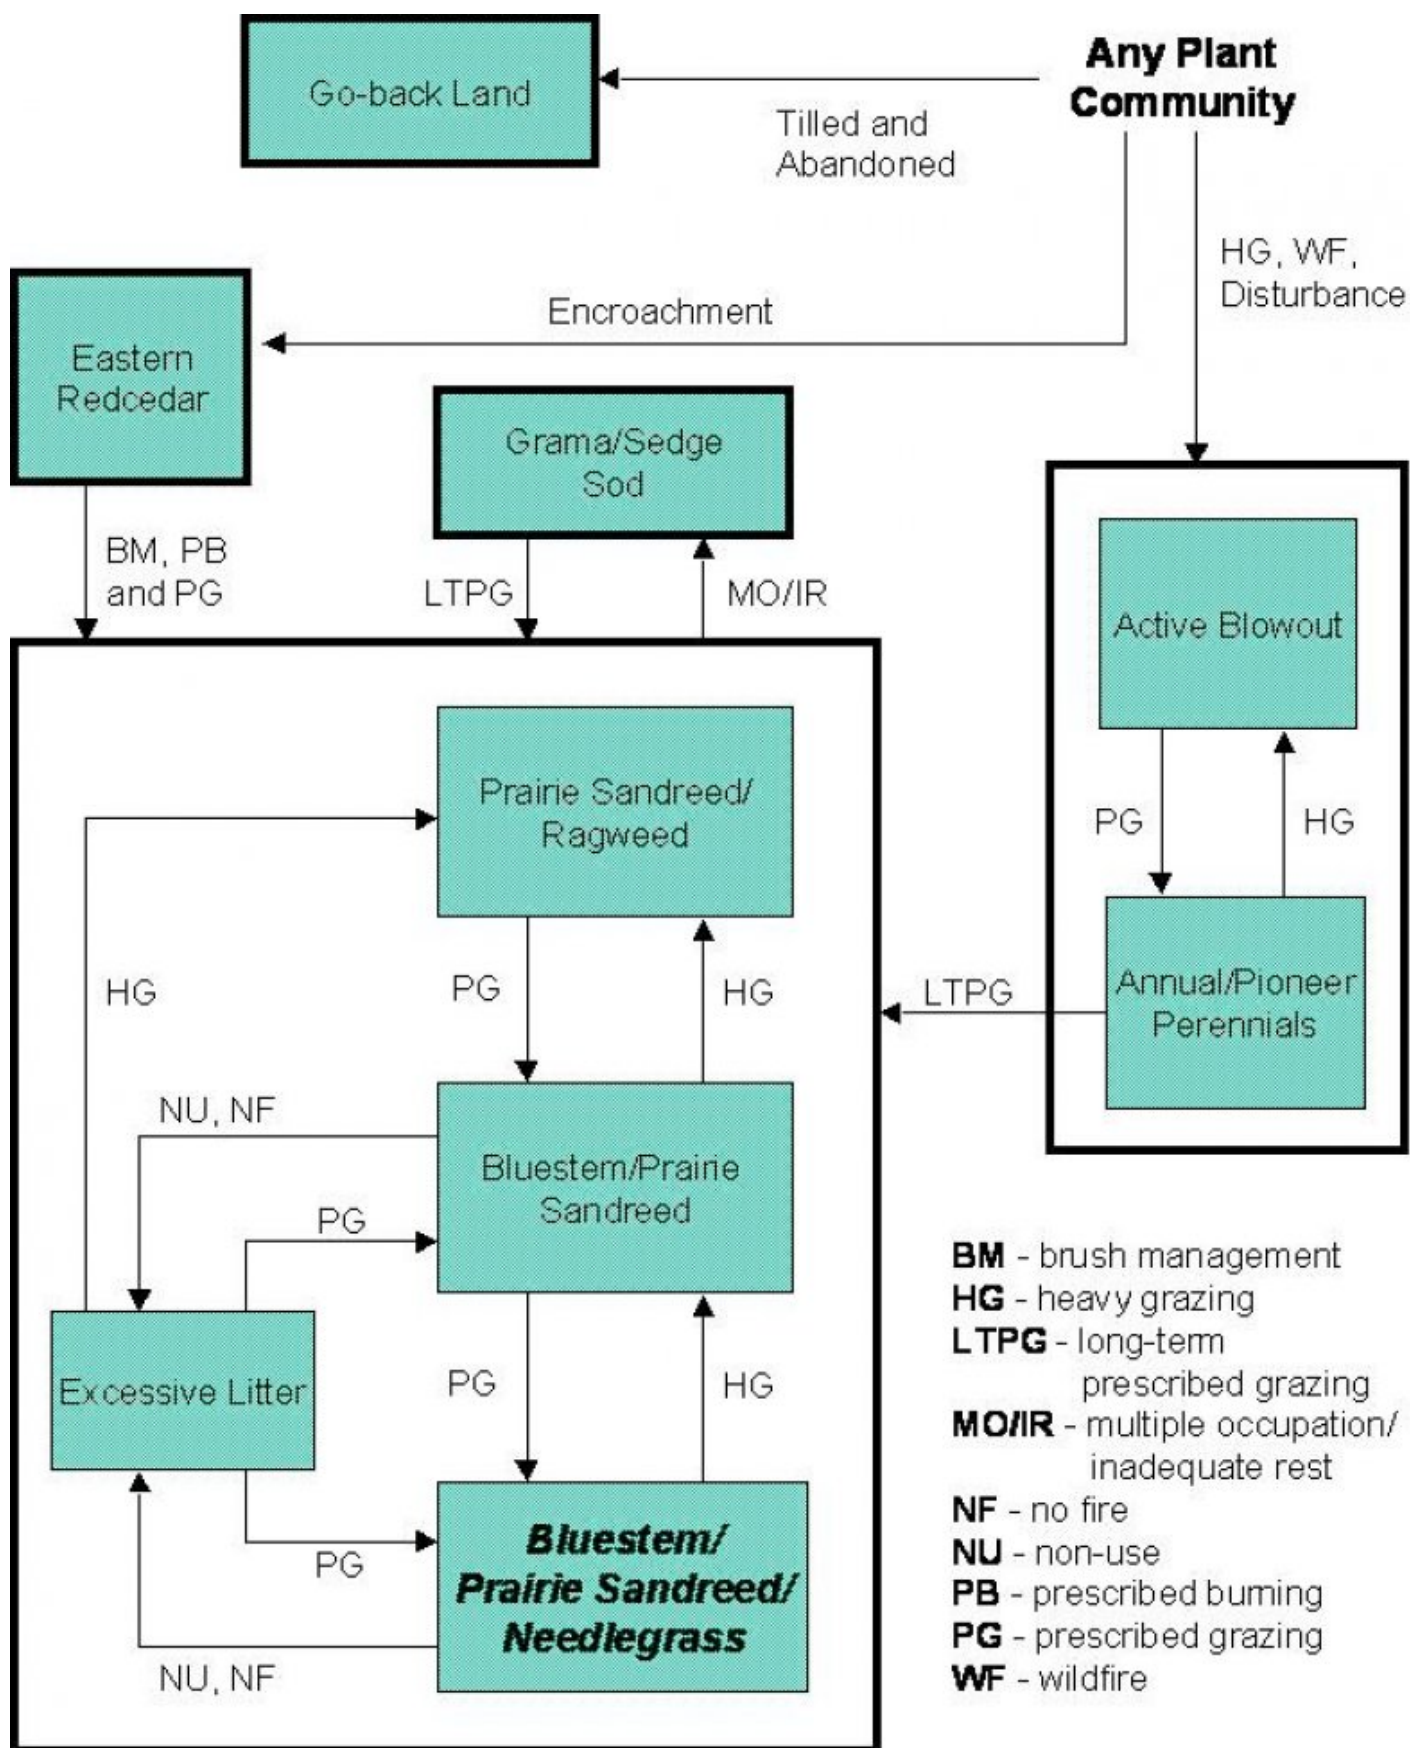 Go-back Land
Any Plant
Community
Tilled and
Abandoned
HG, WF,
Disturbance
Encroachment
Eastern
Redcedar
Grama/Sedge
Sod
BM, PB
and PG
LTPG
MO/IR
Active Blowout
Prairie Sandreed/
Ragweed
PG
HG
HG
PG
HG
Annual/Pioneer
Perennials
LTPG
NU, NF
Bluestem/Prairie
Sandreed
PG
Excessive Litter
PG
HG
Bluestem/
Prairie Sandreed/
Needlegrass
PG
NU, NF
BM - brush management
HG - heavy grazing
LTPG - long-term
prescribed grazing
MO/IR - multiple occupation/
inadequate rest
NF - no fire
NU - non-use
PB - prescribed burning
PG - prescribed grazing
WF - wildfire